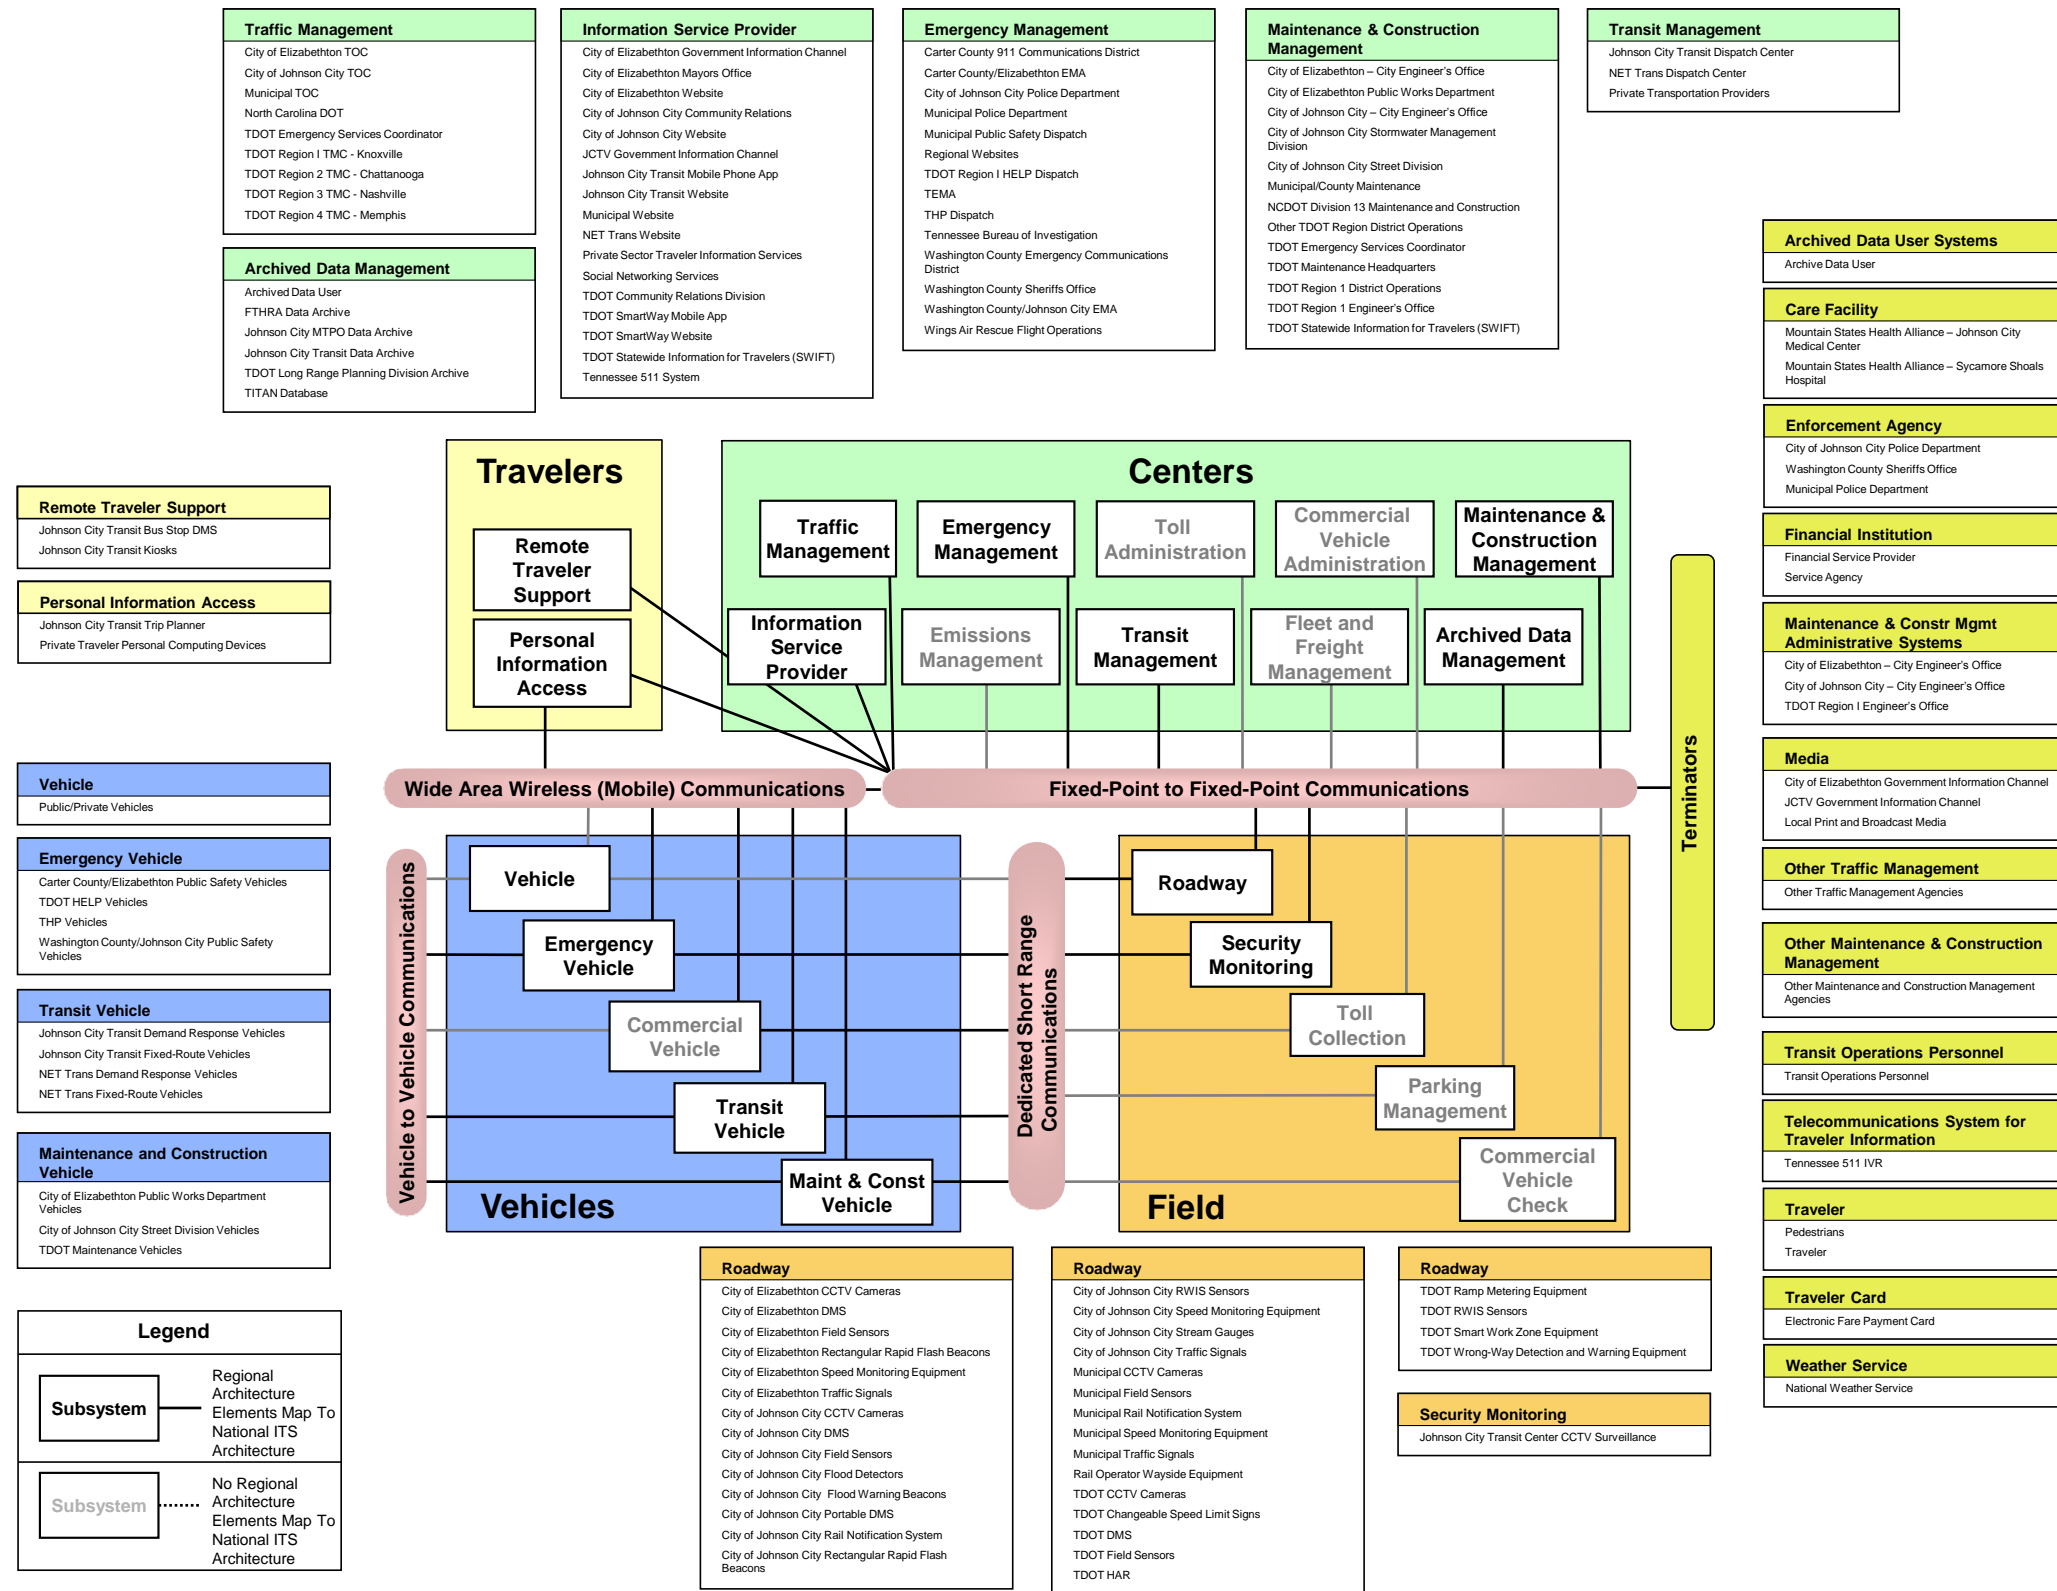 Traffic Management
City of Elizabethton TOC
City of Johnson City TOC
Municipal TOC
North Carolina DOT
TDOT Emergency Services Coordinator
TDOT Region I TMC - Knoxville
TDOT Region 2 TMC - Chattanooga
TDOT Region 3 TMC - Nashville
TDOT Region 4 TMC - Memphis
Archived Data Management
Archived Data User
FTHRA Data Archive
Johnson City MTPO Data Archive
Johnson City Transit Data Archive
TDOT Long Range Planning Division Archive
TITAN Database
Information Service Provider
City of Elizabethton Government Information Channel
City of Elizabethton Mayors Office
City of Elizabethton Website
City of Johnson City Community Relations
City of Johnson City Website
JCTV Government Information Channel
Johnson City Transit Mobile Phone App
Johnson City Transit Website
Municipal Website
NET Trans Website
Private Sector Traveler Information Services
Social Networking Services
TDOT Community Relations Division
TDOT SmartWay Mobile App
TDOT SmartWay Website
TDOT Statewide Information for Travelers (SWIFT)
Tennessee 511 System
Emergency Management
Carter County 911 Communications District
Carter County/Elizabethton EMA
City of Johnson City Police Department
Municipal Police Department
Municipal Public Safety Dispatch
Regional Websites
TDOT Region I HELP Dispatch
TEMA
THP Dispatch
Tennessee Bureau of Investigation
Washington County Emergency Communications
District
Washington County Sheriffs Office
Washington County/Johnson City EMA
Wings Air Rescue Flight Operations
Maintenance & Construction
Management
City of Elizabethton – City Engineer's Office
City of Elizabethton Public Works Department
City of Johnson City – City Engineer's Office
City of Johnson City Stormwater Management
Division
City of Johnson City Street Division
Municipal/County Maintenance
NCDOT Division 13 Maintenance and Construction
Other TDOT Region District Operations
TDOT Emergency Services Coordinator
TDOT Maintenance Headquarters
TDOT Region 1 District Operations
TDOT Region 1 Engineer's Office
TDOT Statewide Information for Travelers (SWIFT)
Transit Management
Johnson City Transit Dispatch Center
NET Trans Dispatch Center
Private Transportation Providers
Remote Traveler Support
Johnson City Transit Bus Stop DMS
Johnson City Transit Kiosks
Personal Information Access
Johnson City Transit Trip Planner
Private Traveler Personal Computing Devices
Vehicle
Public/Private Vehicles
Emergency Vehicle
Carter County/Elizabethton Public Safety Vehicles
TDOT HELP Vehicles
THP Vehicles
Washington County/Johnson City Public Safety
Vehicles
Transit Vehicle
Johnson City Transit Demand Response Vehicles
Johnson City Transit Fixed-Route Vehicles
NET Trans Demand Response Vehicles
NET Trans Fixed-Route Vehicles
Maintenance and Construction
Vehicle
City of Elizabethton Public Works Department
Vehicles
City of Johnson City Street Division Vehicles
TDOT Maintenance Vehicles
Legend
Subsystem
Regional
Architecture
Elements Map To
National ITS
Architecture
Subsystem
No Regional
Architecture
Elements Map To
National ITS
Architecture
Travelers
Remote
Traveler
Support
Personal
Information
Access
Centers
Traffic
Management
Emergency
Management
Toll
Administration
Commercial
Vehicle
Administration
Maintenance &
Construction
Management
Information
Service
Provider
Emissions
Management
Transit
Management
Fleet and
Freight
Management
Archived Data
Management
Wide Area Wireless (Mobile) Communications
Fixed-Point to Fixed-Point Communications
Terminators
Vehicle to Vehicle Communications
Vehicle
Emergency
Vehicle
Commercial
Vehicle
Transit
Vehicle
Maint & Const
Vehicle
Vehicles
Dedicated Short Range
Communications
Roadway
Security
Monitoring
Toll
Collection
Parking
Management
Commercial
Vehicle
Check
Field
Roadway
City of Elizabethton CCTV Cameras
City of Elizabethton DMS
City of Elizabethton Field Sensors
City of Elizabethton Rectangular Rapid Flash Beacons
City of Elizabethton Speed Monitoring Equipment
City of Elizabethton Traffic Signals
City of Johnson City CCTV Cameras
City of Johnson City DMS
City of Johnson City Field Sensors
City of Johnson City Flood Detectors
City of Johnson City Flood Warning Beacons
City of Johnson City Portable DMS
City of Johnson City Rail Notification System
City of Johnson City Rectangular Rapid Flash
Beacons
Roadway
City of Johnson City RWIS Sensors
City of Johnson City Speed Monitoring Equipment
City of Johnson City Stream Gauges
City of Johnson City Traffic Signals
Municipal CCTV Cameras
Municipal Field Sensors
Municipal Rail Notification System
Municipal Speed Monitoring Equipment
Municipal Traffic Signals
Rail Operator Wayside Equipment
TDOT CCTV Cameras
TDOT Changeable Speed Limit Signs
TDOT DMS
TDOT Field Sensors
TDOT HAR
Roadway
TDOT Ramp Metering Equipment
TDOT RWIS Sensors
TDOT Smart Work Zone Equipment
TDOT Wrong-Way Detection and Warning Equipment
Security Monitoring
Johnson City Transit Center CCTV Surveillance
Archived Data User Systems
Archive Data User
Care Facility
Mountain States Health Alliance – Johnson City
Medical Center
Mountain States Health Alliance – Sycamore Shoals
Hospital
Enforcement Agency
City of Johnson City Police Department
Washington County Sheriffs Office
Municipal Police Department
Financial Institution
Financial Service Provider
Service Agency
Maintenance & Constr Mgmt
Administrative Systems
City of Elizabethton – City Engineer's Office
City of Johnson City – City Engineer's Office
TDOT Region I Engineer's Office
Media
City of Elizabethton Government Information Channel
JCTV Government Information Channel
Local Print and Broadcast Media
Other Traffic Management
Other Traffic Management Agencies
Other Maintenance & Construction
Management
Other Maintenance and Construction Management
Agencies
Transit Operations Personnel
Transit Operations Personnel
Telecommunications System for
Traveler Information
Tennessee 511 IVR
Traveler
Pedestrians
Traveler
Traveler Card
Electronic Fare Payment Card
Weather Service
National Weather Service